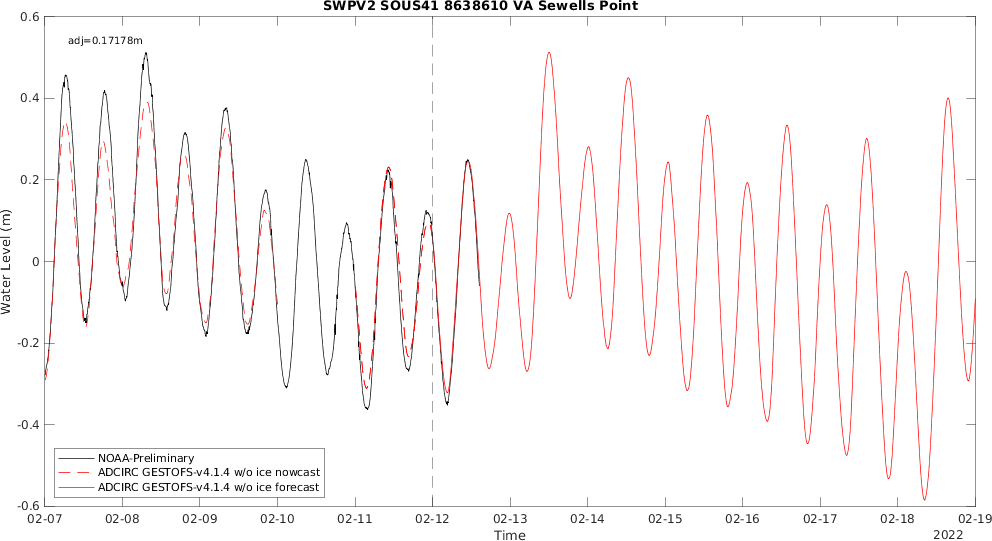 SWPV2 SOUS41 8638610 VA Sewells Point
adj=0.17178m
0.6
0.4
0.2
0
-0.2
-0.4
-0.6
Water Level (m)
NOAA-Preliminary
ADCIRC GESTOFS-v4.1.4 w/o ice nowcast
ADCIRC GESTOFS-v4.1.4 w/o ice forecast
02-07 02-08 02-09 02-10 02-11 02-12 02-13 02-14 02-15 02-16 02-17 02-18 02-19
Time
2022